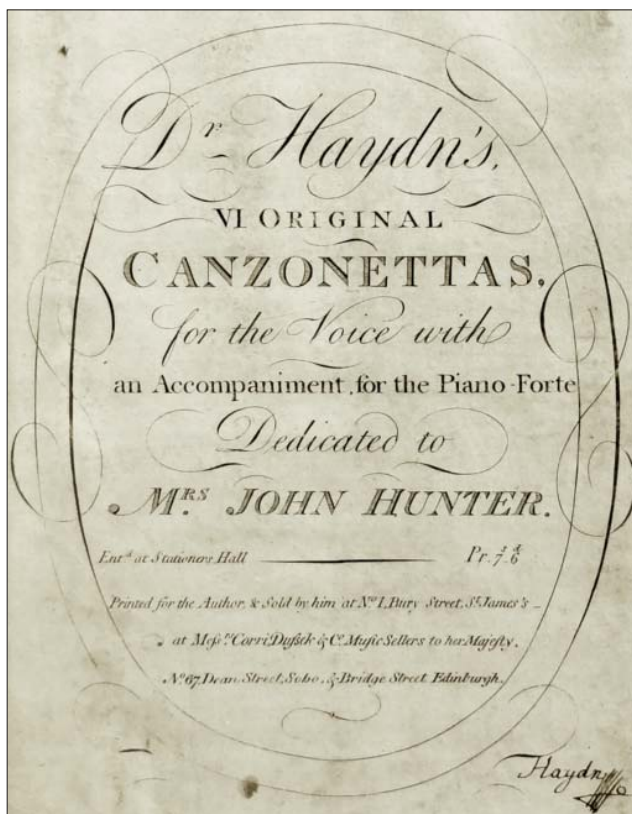 Dr. Haydn's,
VI ORIGINAL
CANZONETTAS,
for the Voice with
an Accompaniment, for the Piano-Forte
Dedicated to
MRS. JOHN HUNTER.
Entd. at Stationers Hall Pr. 7s. 6d.
Printed for the Author, & Sold by him at No. 1, Bury Street, St. James's
at Meſsrs. Corri, Duſsek & Co. Muſic Sellers to her Majeſty.
No. 67, Dean Street, Soho, & Bridge Street Edinburgh.
Haydn